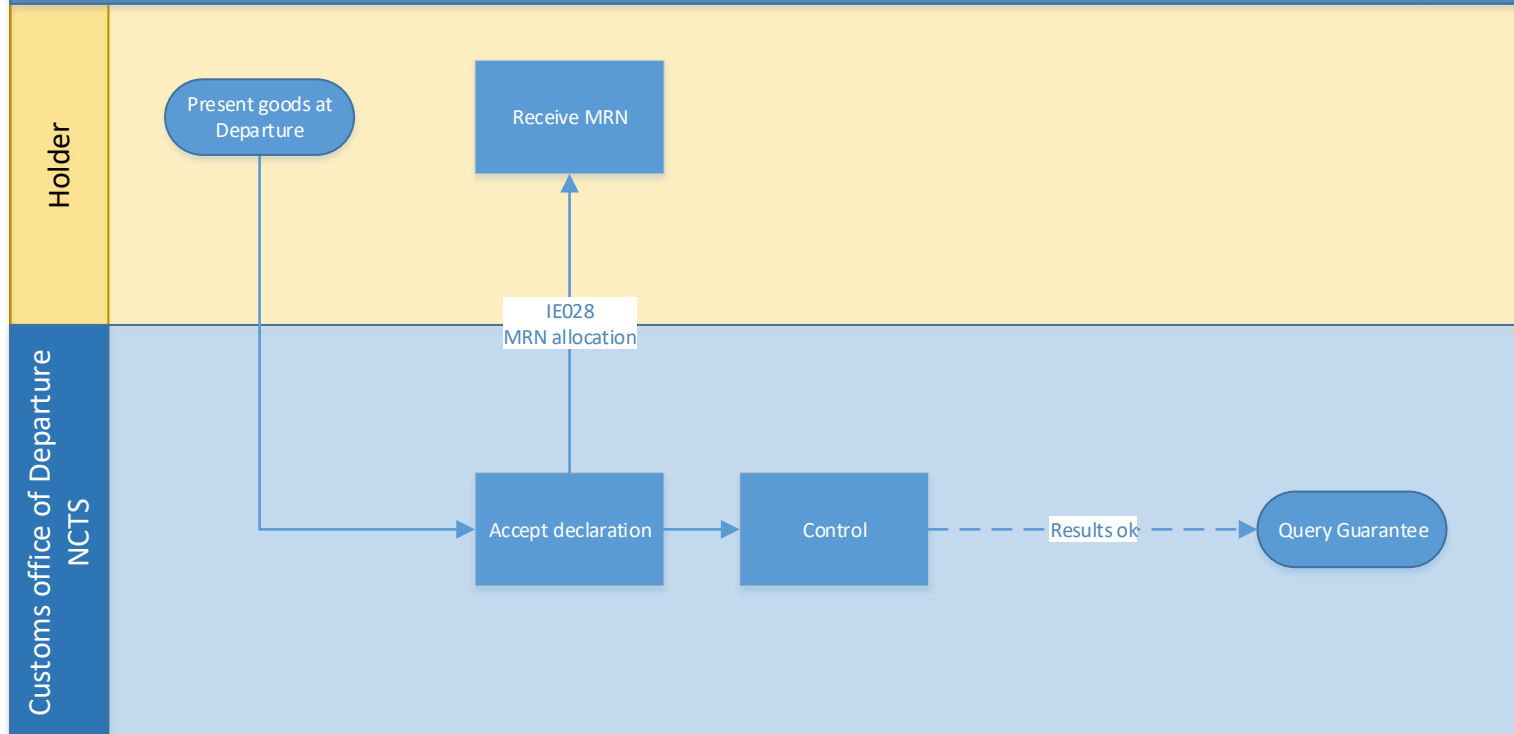 Holder
Present goods at
Departure
Receive MRN
IE028
MRN allocation
Customs office of Departure
NCTS
Accept declaration
Control
Results ok
Query Guarantee